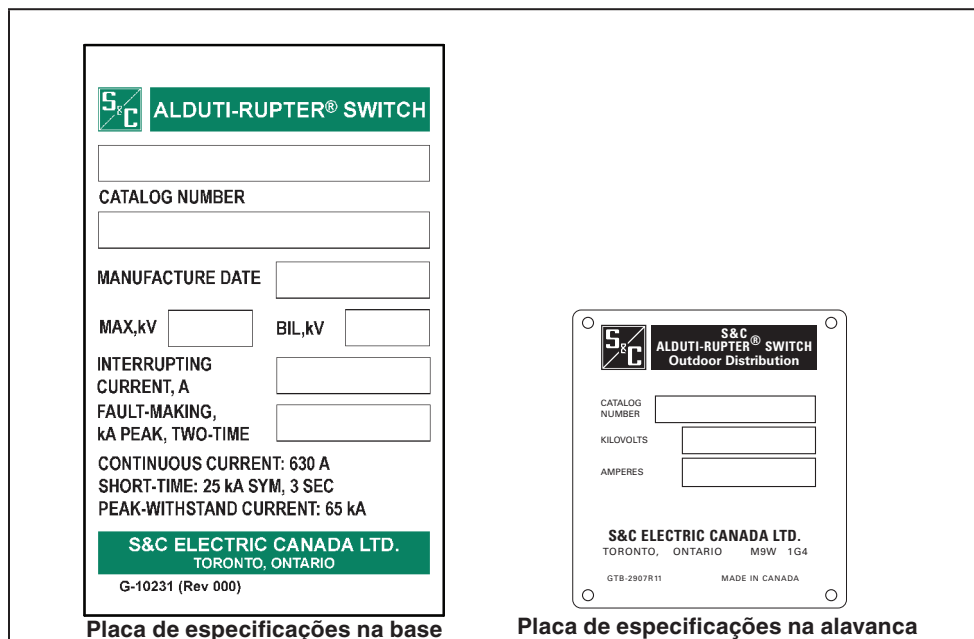 S&C ALDUTI-RUPTER® SWITCH
CATALOG NUMBER
MANUFACTURE DATE
MAX,kV BIL,kV
INTERRUPTING
CURRENT, A
FAULT-MAKING,
kA PEAK, TWO-TIME
CONTINUOUS CURRENT: 630 A
SHORT-TIME: 25 kA SYM, 3 SEC
PEAK-WITHSTAND CURRENT: 65 kA
S&C ELECTRIC CANADA LTD.
TORONTO, ONTARIO
G-10231 (Rev 000)
Placa de especificações na base
S&C
S&C
ALDUTI-RUPTER® SWITCH
Outdoor Distribution
CATALOG
NUMBER
KILOVOLTS
AMPERES
S&C ELECTRIC CANADA LTD.
TORONTO, ONTARIO M9W 1G4
GTB-2907R11 MADE IN CANADA
Placa de especificações na alavanca